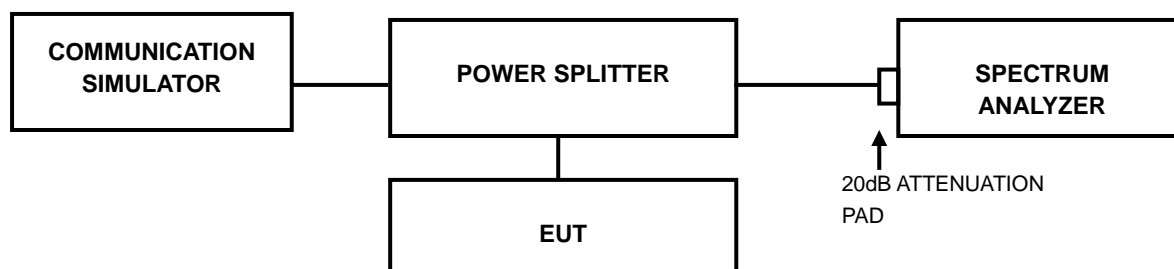 COMMUNICATION
SIMULATOR
POWER SPLITTER
SPECTRUM
ANALYZER
20dB ATTENUATION
PAD
EUT